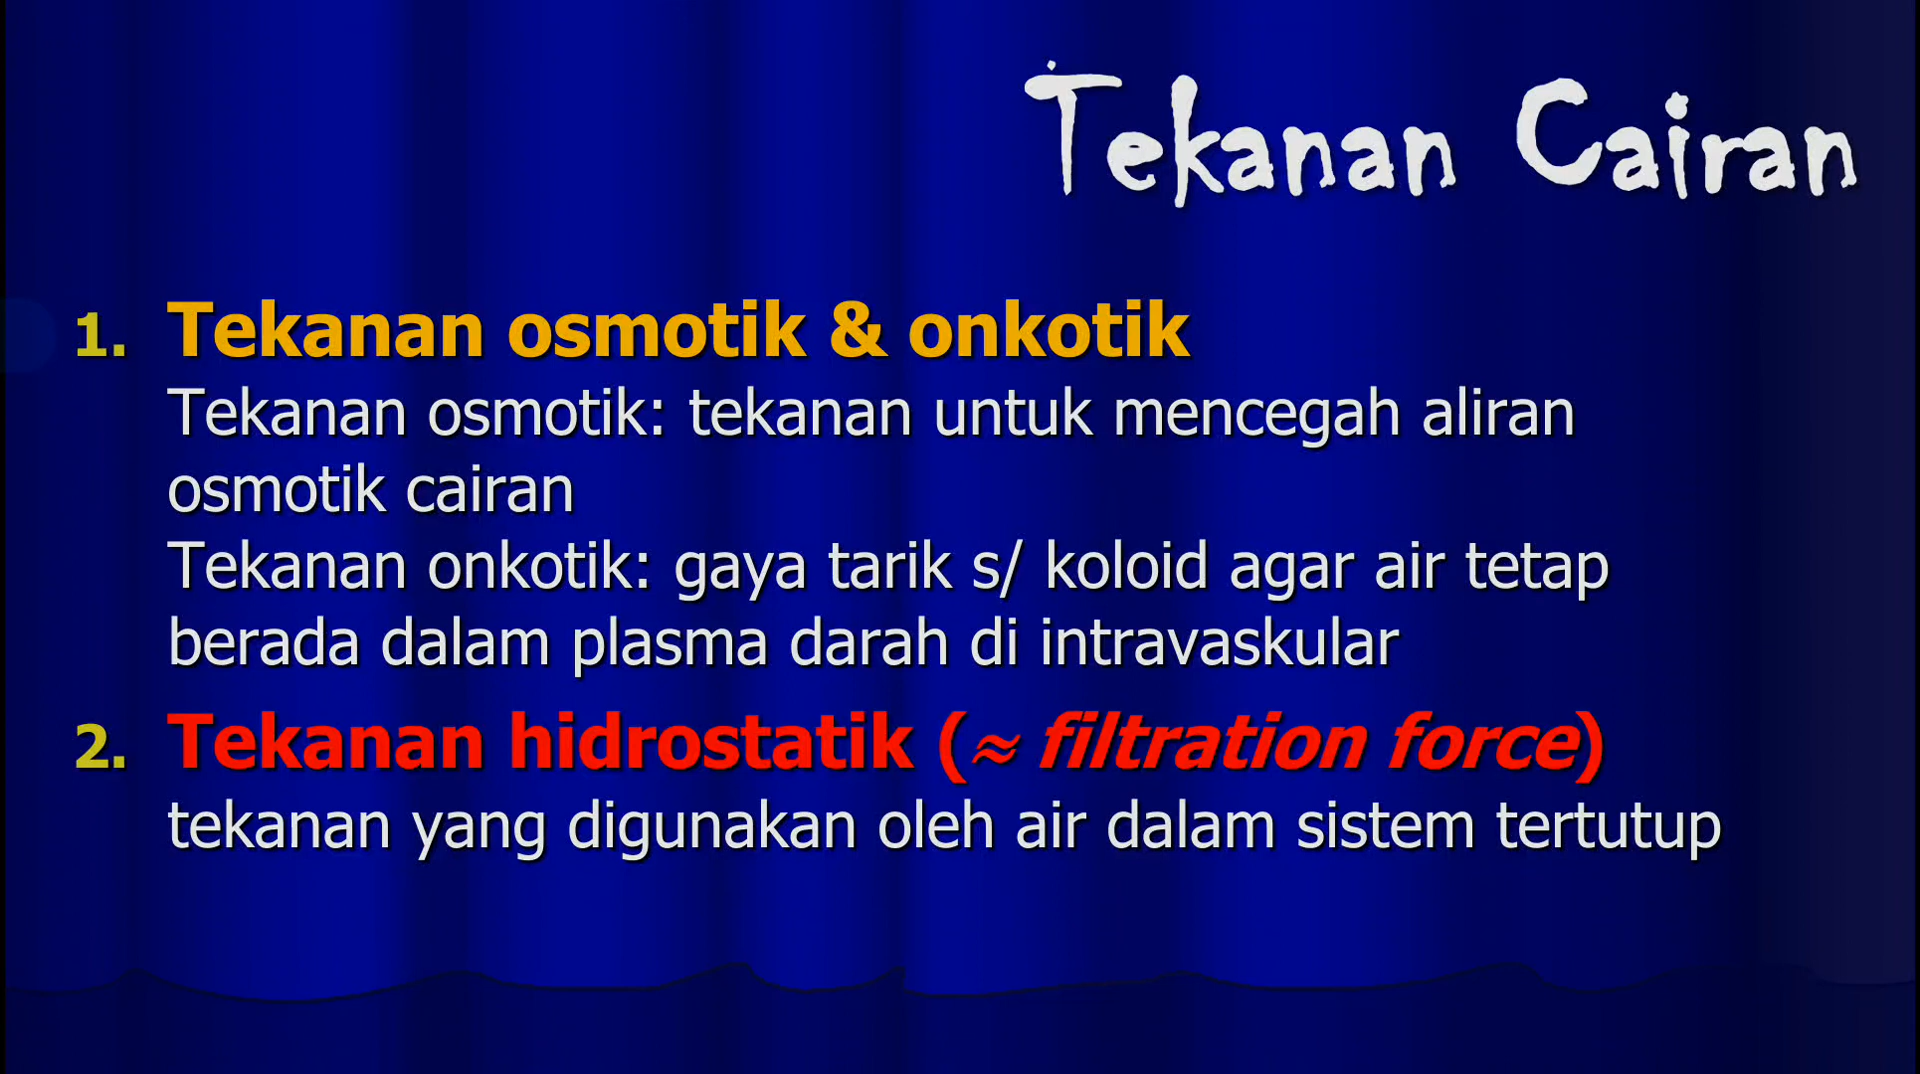 Tekanan Cairan
1. Tekanan osmotik & onkotik
Tekanan osmotik: tekanan untuk mencegah aliran
osmotik cairan
Tekanan onkotik: gaya tarik s/ koloid agar air tetap
berada dalam plasma darah di intravaskular
2. Tekanan hidrostatik (≈ filtration force)
tekanan yang digunakan oleh air dalam sistem tertutup